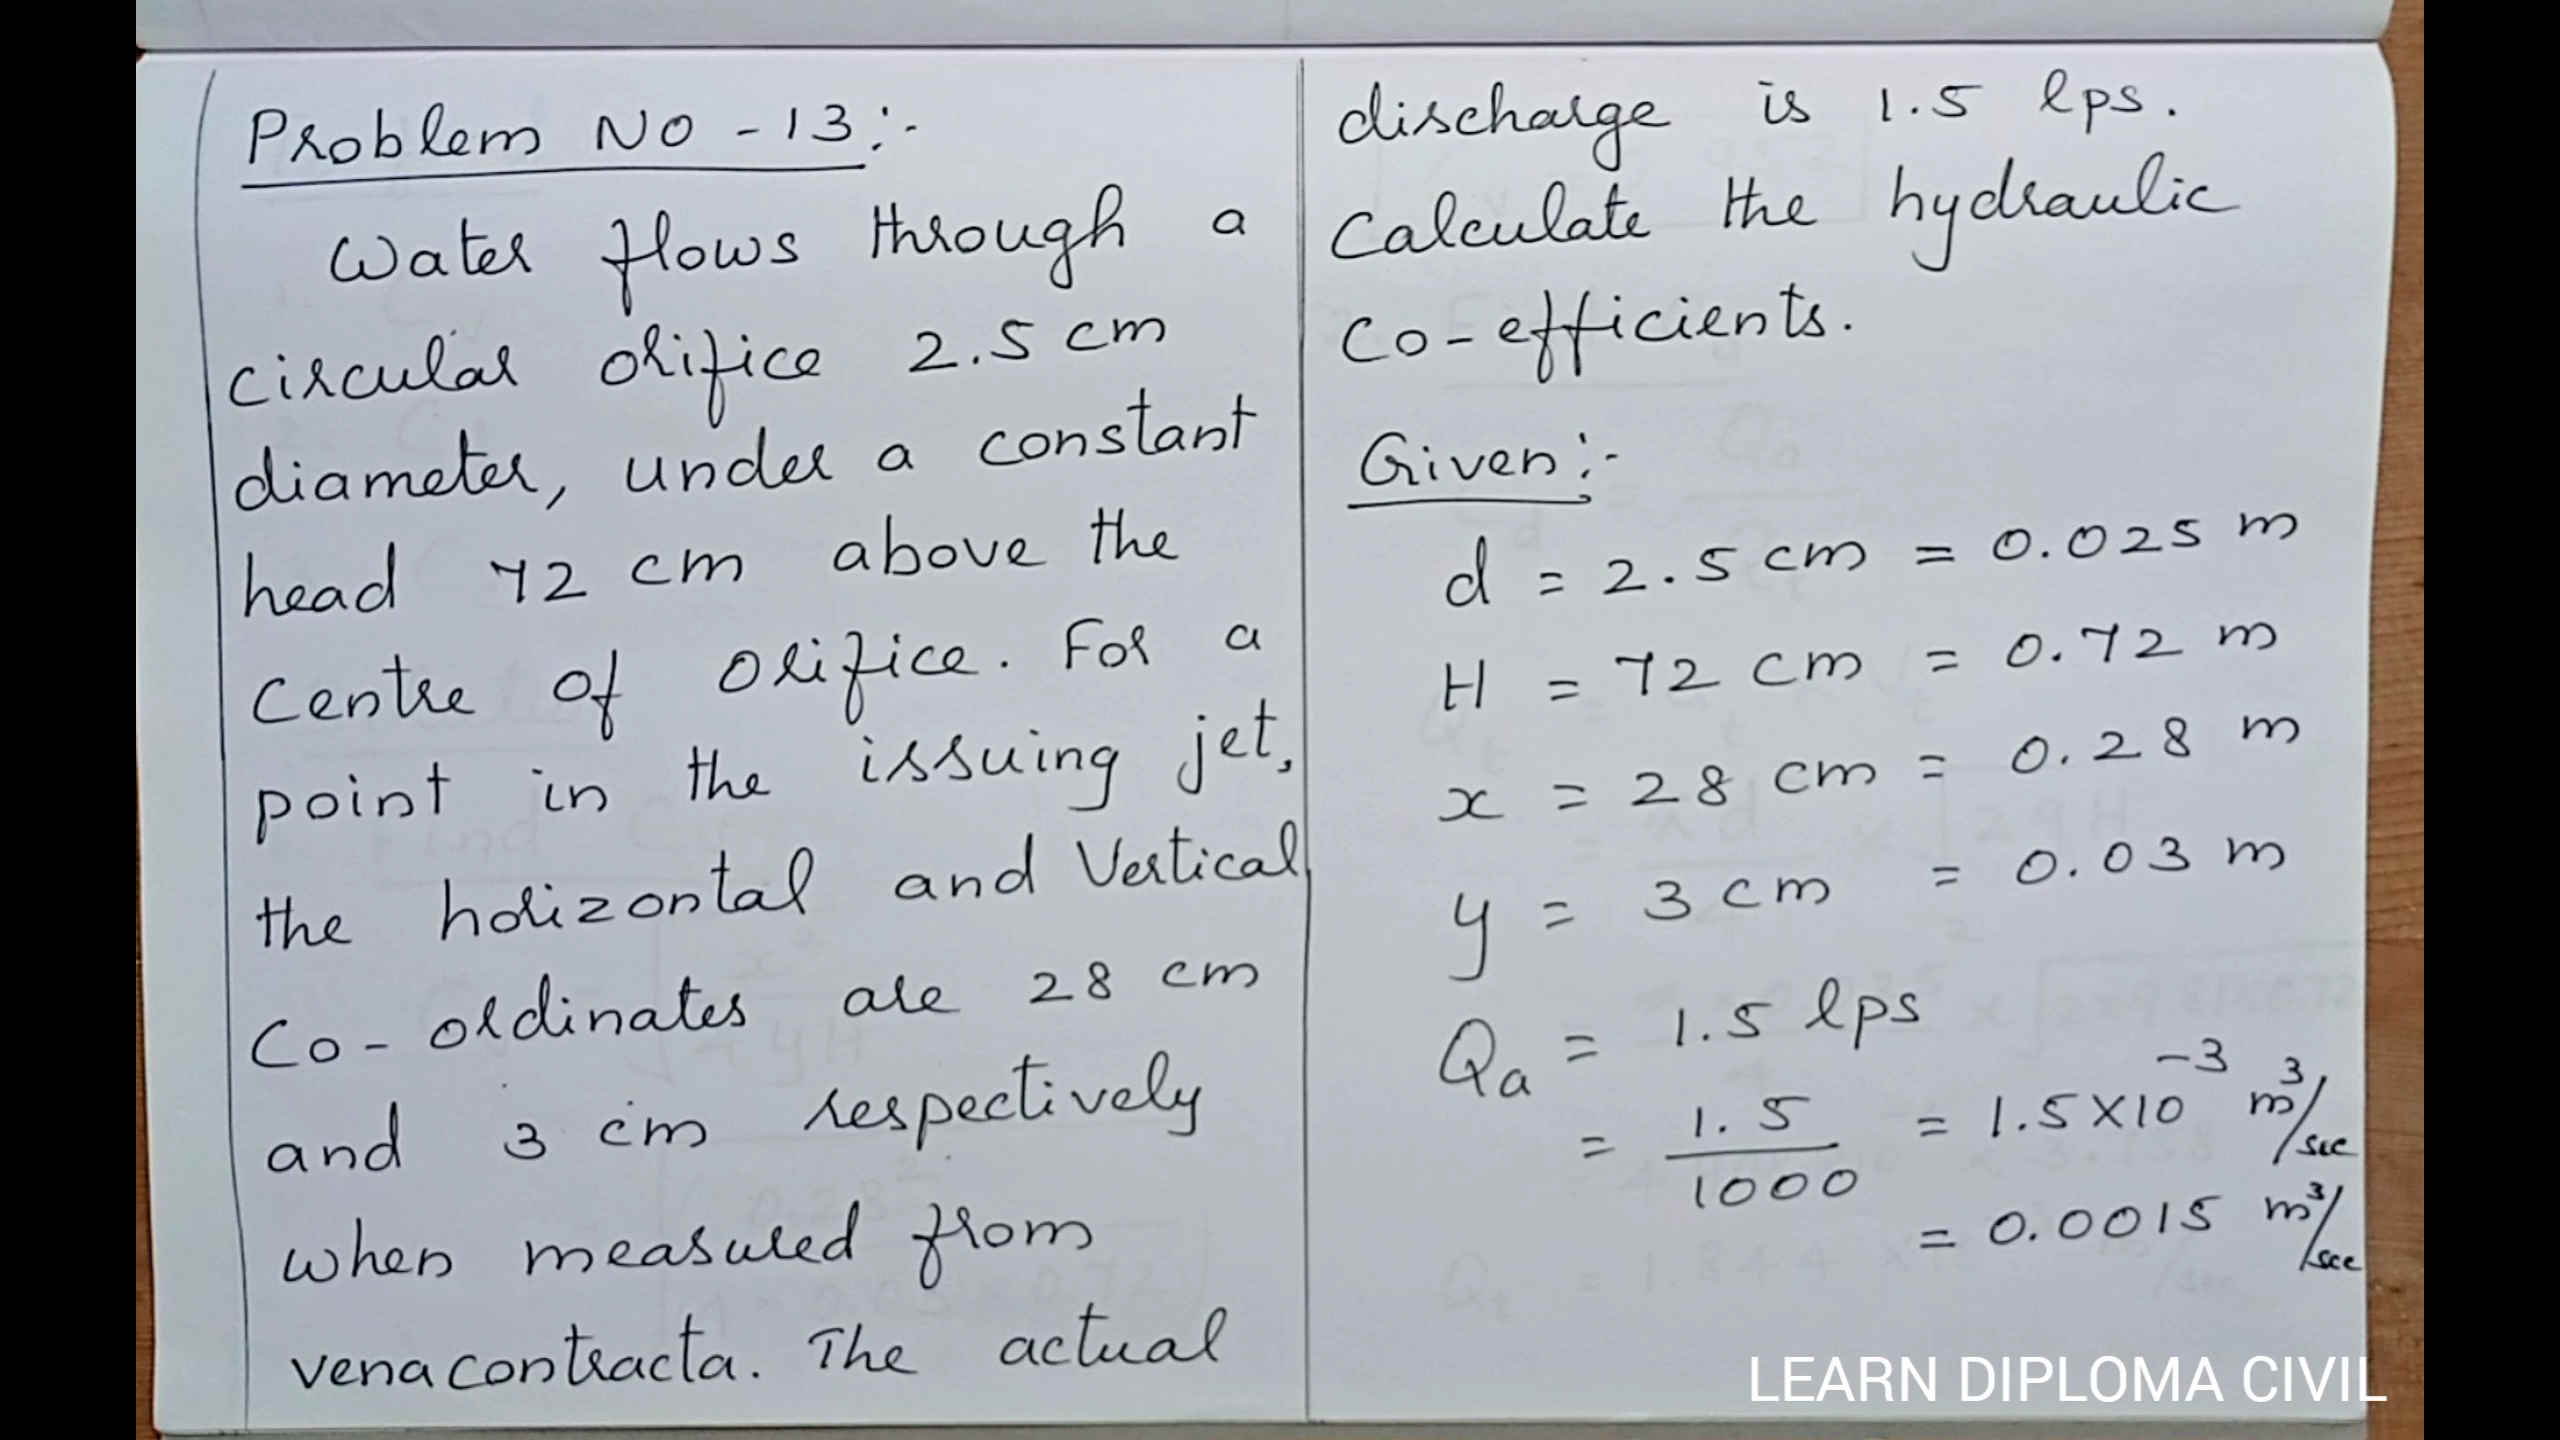 Problem No - 13 :-
Water flows through a
circular orifice 2.5 cm
diameter, under a constant
head 72 cm above the
centre of orifice. For a
point in the issuing jet,
the horizontal and Vertical
Co-ordinates are 28 cm
and 3 cm respectively
when measured from
venacontracta. The actual
discharge is 1.5 lps.
Calculate the hydraulic
Co-efficients.
Given :-
d = 2.5 cm = 0.025 m
H = 72 cm = 0.72 m
x = 28 cm = 0.28 m
y = 3 cm = 0.03 m
Qa = 1.5 lps
= 1.5/1000 = 1.5 × 10⁻³ m³/sec
= 0.0015 m³/sec
LEARN DIPLOMA CIVIL